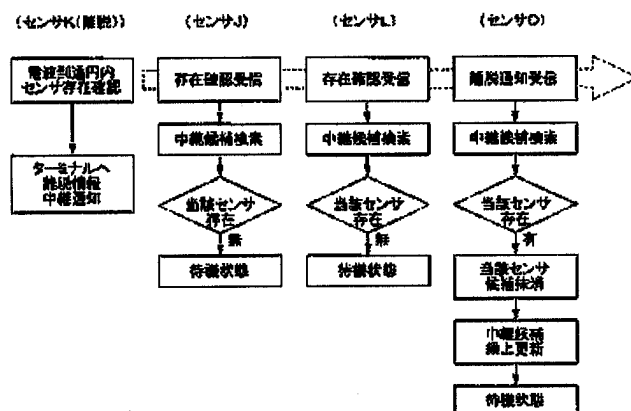 (センサK(離脱))
(センサJ)
(センサL)
(センサO)
電波到達円内
センサ存在確認
存在確認受信
存在確認受信
離脱通知受信
ターミナルへ
離脱情報
中継通知
中継候補検索
中継候補検索
中継候補検索
当該センサ
存在
当該センサ
存在
当該センサ
存在
無
無
有
待機状態
待機状態
当該センサ
候補抹消
中継候補
繰上更新
待機状態